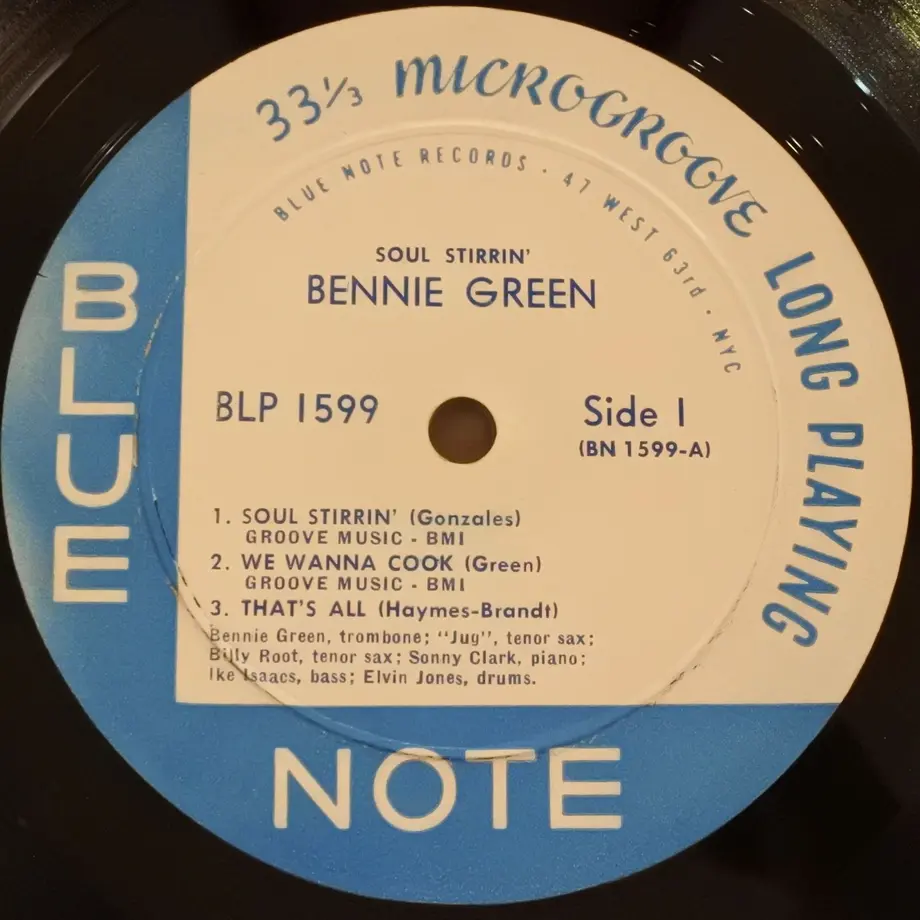 33⅓ MICROGROOVE LONG PLAYING
BLUE NOTE RECORDS · 47 WEST 63rd · NYC
SOUL STIRRIN'
BENNIE GREEN
BLP 1599
Side 1
(BN 1599-A)
1. SOUL STIRRIN' (Gonzales)
GROOVE MUSIC - BMI
2. WE WANNA COOK (Green)
GROOVE MUSIC - BMI
3. THAT'S ALL (Haymes-Brandt)
Bennie Green, trombone; "Jug", tenor sax;
Billy Root, tenor sax; Sonny Clark, piano;
Ike Isaacs, bass; Elvin Jones, drums.
BLUE
NOTE